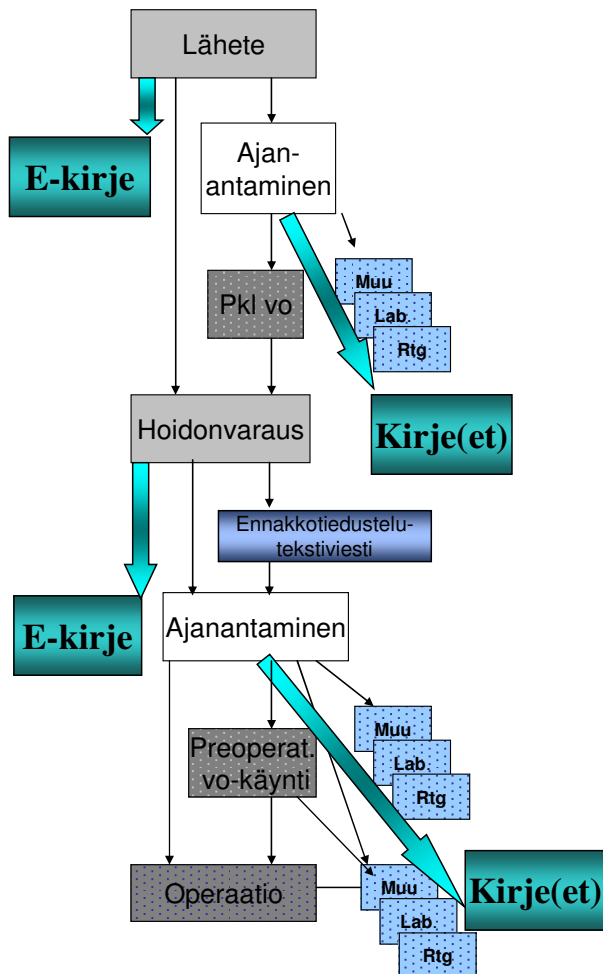 Lähete
E-kirje
Ajan-
antaminen
Muu
Lab
Rtg
Pkl vo
Kirje(et)
Hoidonvaraus
Ennakkotiedustelu-
tekstiviesti
E-kirje
Ajanantaminen
Muu
Lab
Rtg
Preoperat.
vo-käynti
Operaatio
Muu
Lab
Rtg
Kirje(et)